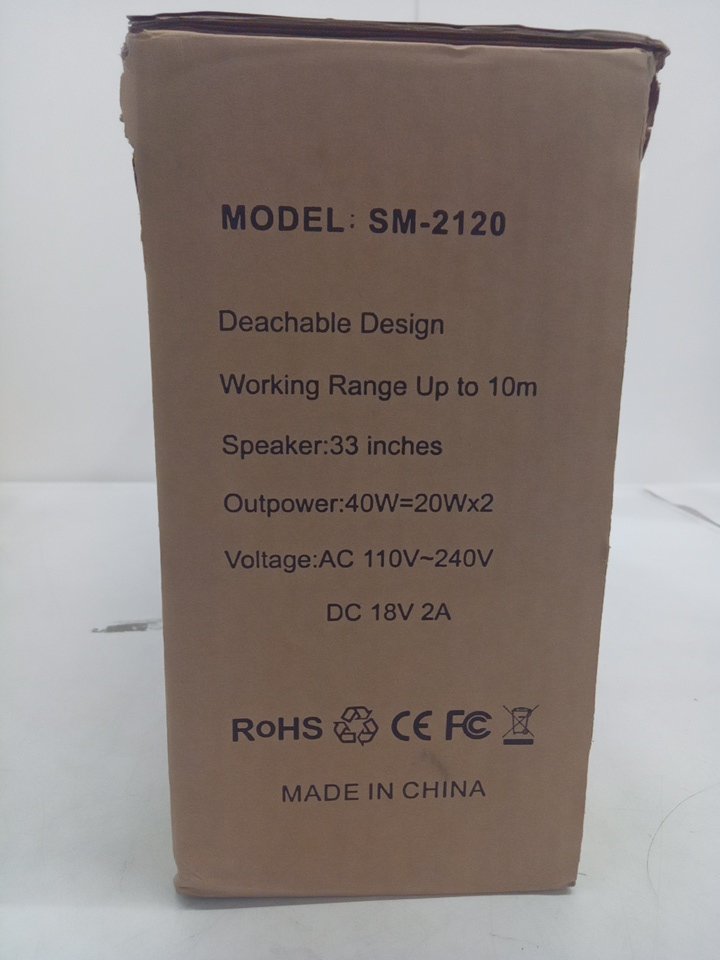 MODEL: SM-2120
Deachable Design
Working Range Up to 10m
Speaker:33 inches
Outpower:40W=20Wx2
Voltage:AC 110V~240V
DC 18V 2A
RoHS CE FC
MADE IN CHINA